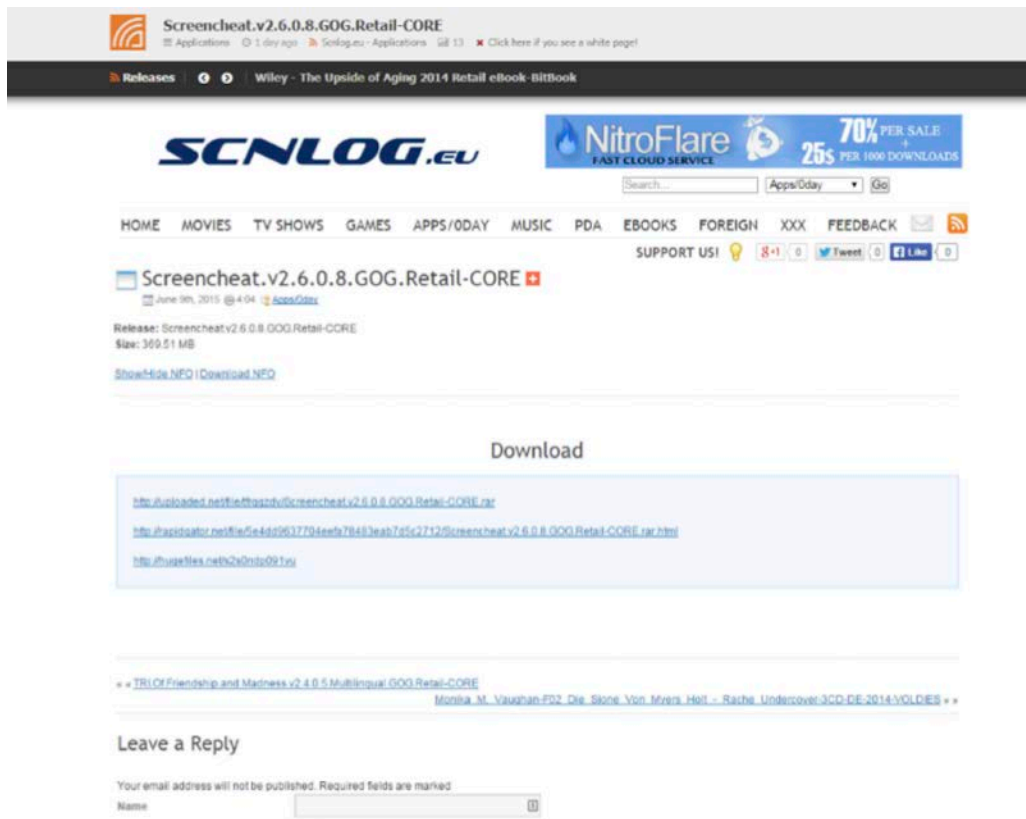 Screencheat.v2.6.0.8.GOG.Retail-CORE
Applications 1 day ago Scnlog.eu - Applications 13 Click here if you see a white page!
Releases Wiley - The Upside of Aging 2014 Retail eBook-BitBook
SCNLOG.eu
NitroFlare
FAST CLOUD SERVICE
70% PER SALE
+
25$ PER 1000 DOWNLOADS
Search... Apps/0day Go
HOME MOVIES TV SHOWS GAMES APPS/0DAY MUSIC PDA EBOOKS FOREIGN XXX FEEDBACK
SUPPORT US! g+1 0 Tweet 0 Like 0
Screencheat.v2.6.0.8.GOG.Retail-CORE
June 9th, 2015 @ 4:04 Apps/0day
Release: Screencheat.v2.6.0.8.GOG.Retail-CORE
Size: 369.51 MB
Show/Hide NFO | Download NFO
Download
« « TRI.Of.Friendship.and.Madness.v2.4.0.5.Multilingual.GOG.Retail-CORE
Leave a Reply
Your email address will not be published. Required fields are marked
Name